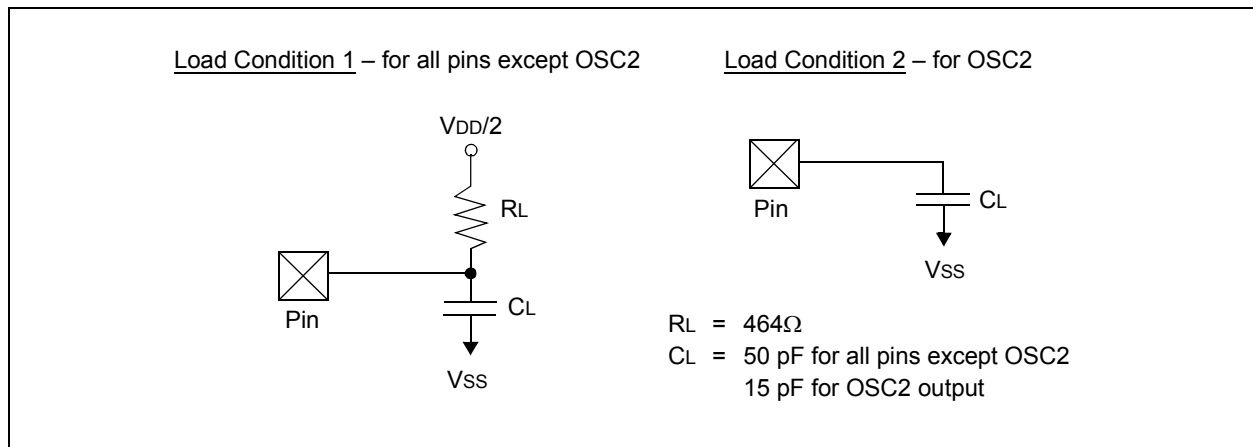 Load Condition 1 – for all pins except OSC2
VDD/2
RL
Pin
CL
VSS
Load Condition 2 – for OSC2
Pin
CL
VSS
RL = 464Ω
CL = 50 pF for all pins except OSC2
15 pF for OSC2 output